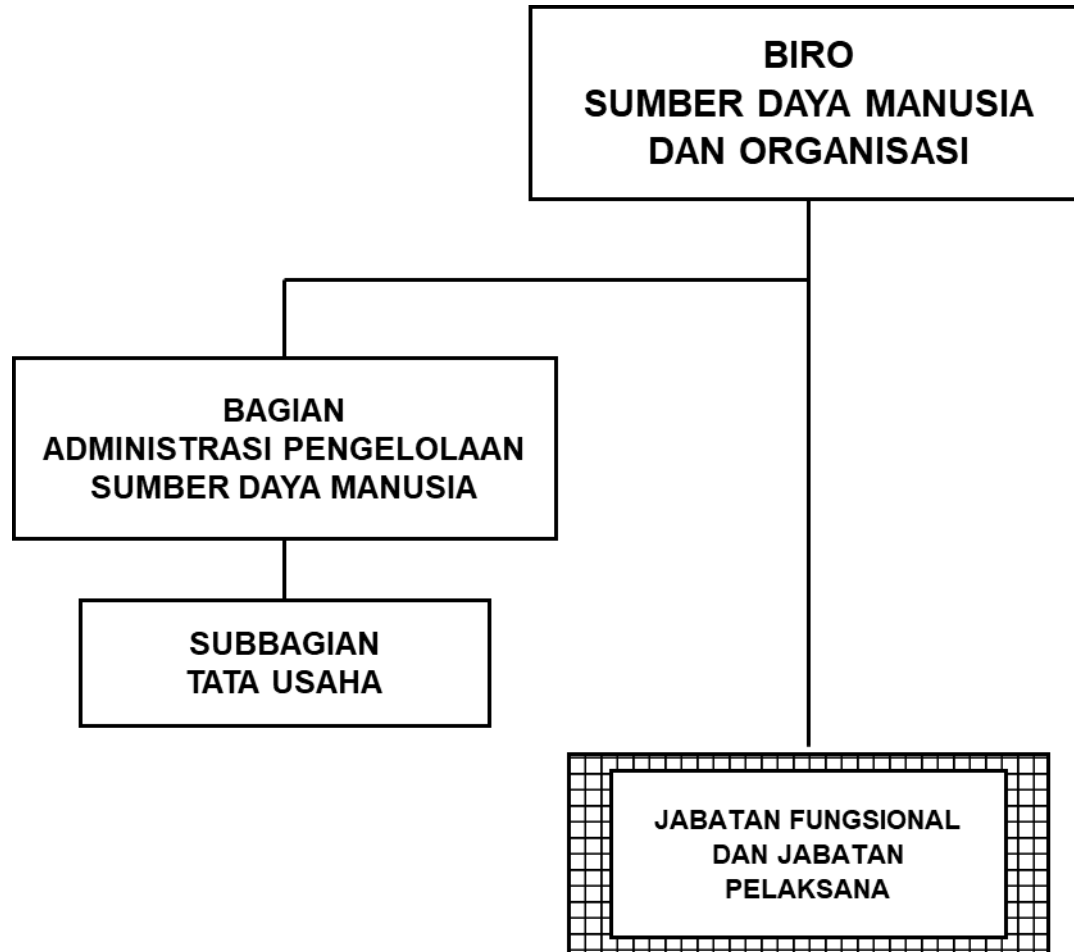 BIRO
SUMBER DAYA MANUSIA
DAN ORGANISASI
BAGIAN
ADMINISTRASI PENGELOLAAN
SUMBER DAYA MANUSIA
SUBBAGIAN
TATA USAHA
JABATAN FUNGSIONAL
DAN JABATAN
PELAKSANA